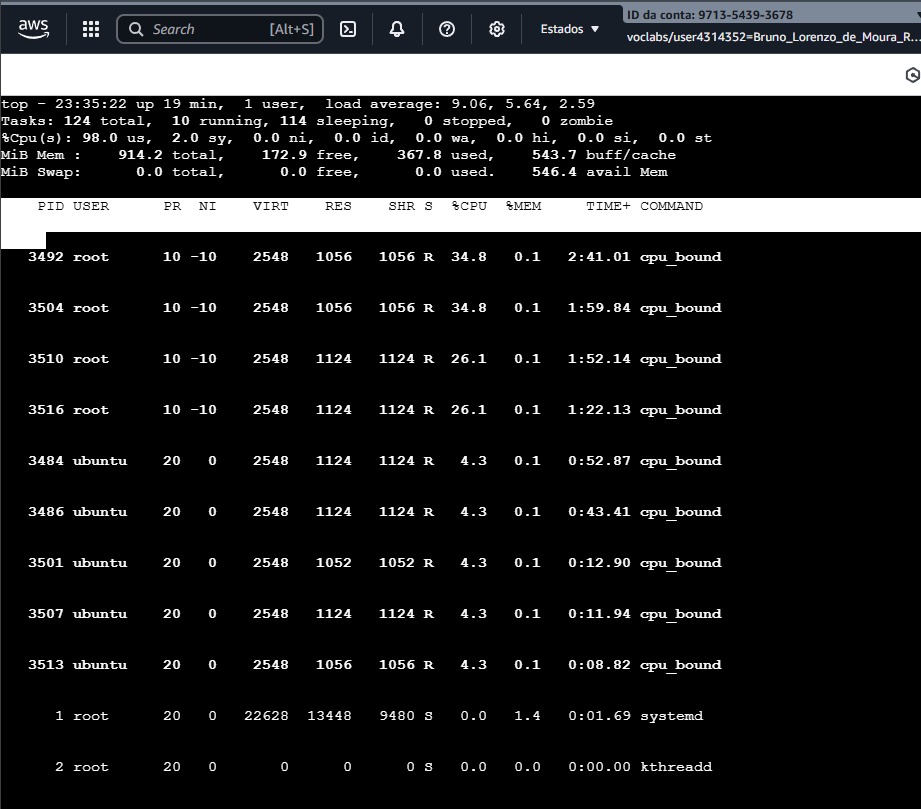 aws
Search [Alt+S]
Estados ▼
ID da conta: 9713-5439-3678
voclabs/user4314352=Bruno_Lorenzo_de_Moura_R...
top - 23:35:22 up 19 min,  1 user,  load average: 9.06, 5.64, 2.59
Tasks: 124 total,  10 running, 114 sleeping,   0 stopped,   0 zombie
%Cpu(s): 98.0 us,  2.0 sy,  0.0 ni,  0.0 id,  0.0 wa,  0.0 hi,  0.0 si,  0.0 st
MiB Mem :    914.2 total,    172.9 free,    367.8 used,    543.7 buff/cache
MiB Swap:      0.0 total,      0.0 free,      0.0 used.    546.4 avail Mem
PID USER      PR  NI    VIRT    RES    SHR S  %CPU  %MEM     TIME+ COMMAND
3492 root      10 -10    2548   1056   1056 R  34.8   0.1   2:41.01 cpu_bound
3504 root      10 -10    2548   1056   1056 R  34.8   0.1   1:59.84 cpu_bound
3510 root      10 -10    2548   1124   1124 R  26.1   0.1   1:52.14 cpu_bound
3516 root      10 -10    2548   1124   1124 R  26.1   0.1   1:22.13 cpu_bound
3484 ubuntu    20   0    2548   1124   1124 R   4.3   0.1   0:52.87 cpu_bound
3486 ubuntu    20   0    2548   1124   1124 R   4.3   0.1   0:43.41 cpu_bound
3501 ubuntu    20   0    2548   1052   1052 R   4.3   0.1   0:12.90 cpu_bound
3507 ubuntu    20   0    2548   1124   1124 R   4.3   0.1   0:11.94 cpu_bound
3513 ubuntu    20   0    2548   1056   1056 R   4.3   0.1   0:08.82 cpu_bound
1 root      20   0   22628  13448   9480 S   0.0   1.4   0:01.69 systemd
2 root      20   0       0      0      0 S   0.0   0.0   0:00.00 kthreadd